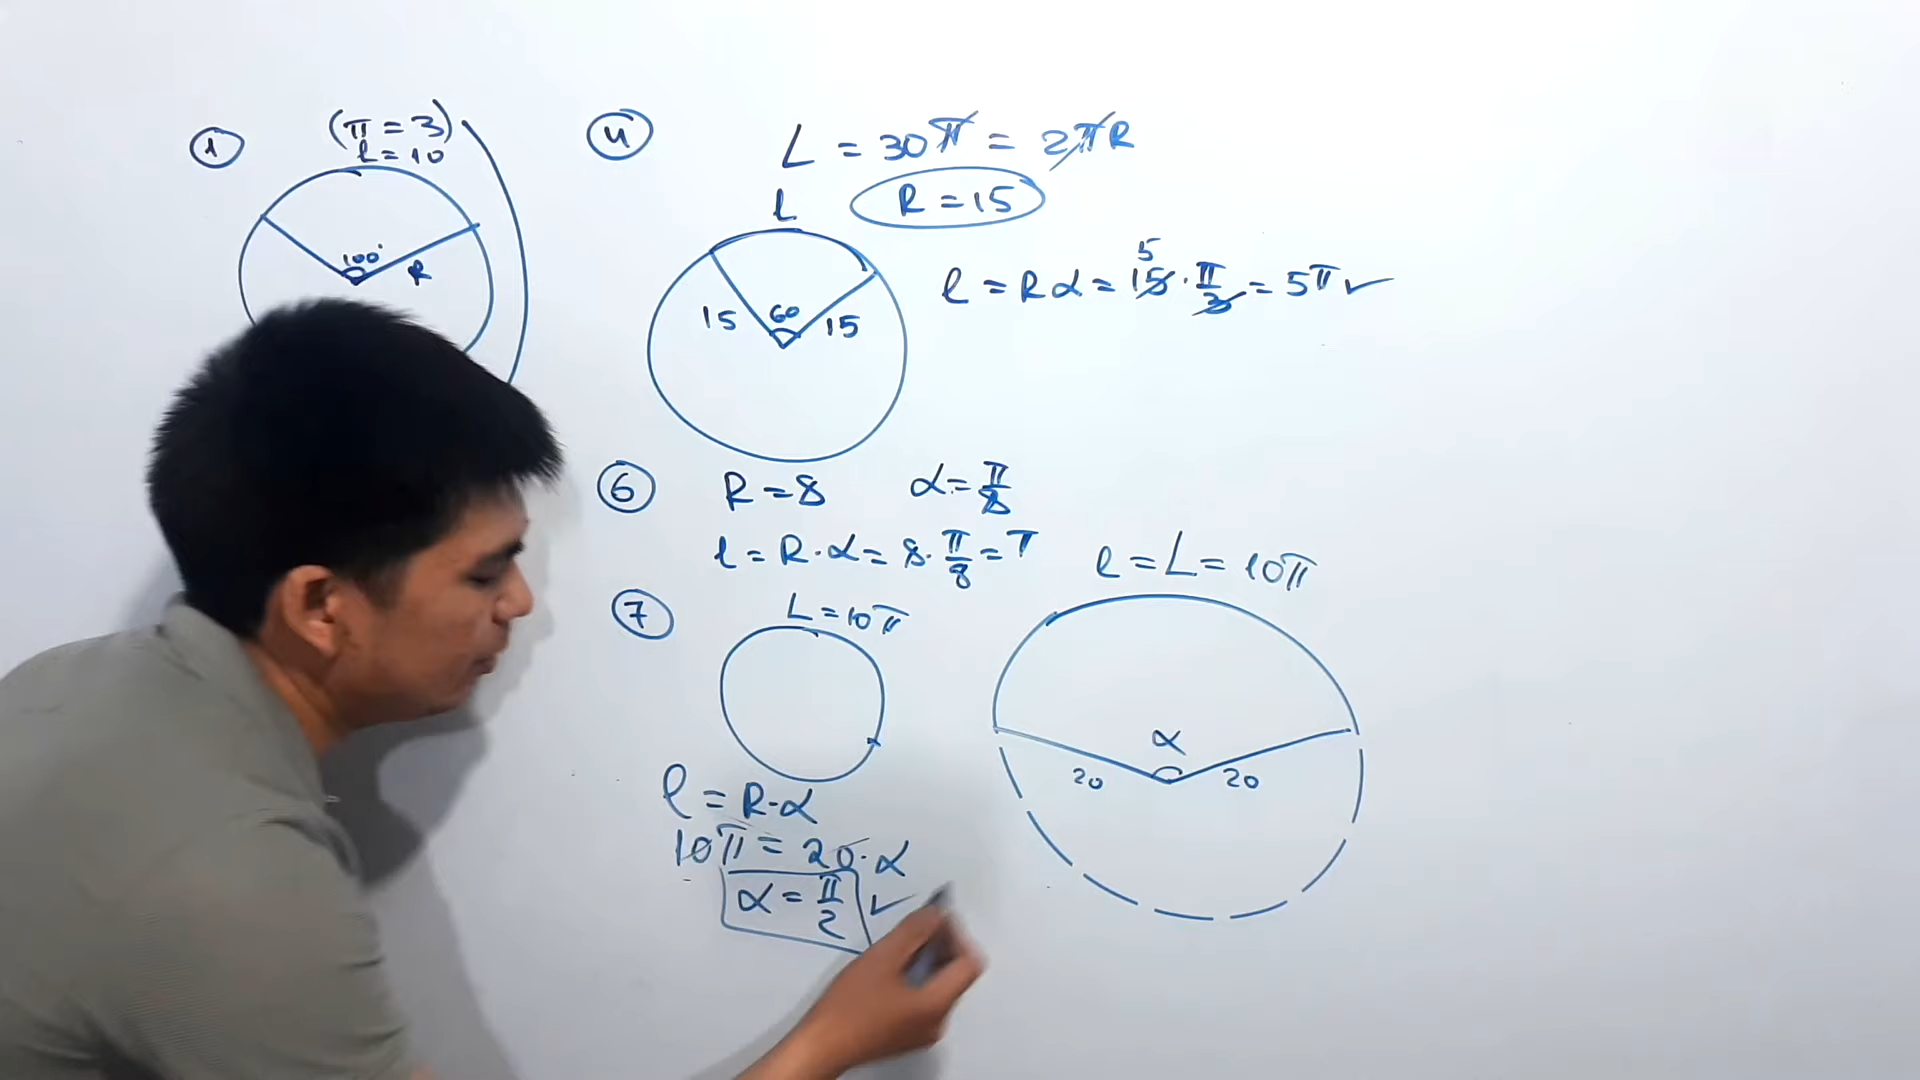 1
(π = 3)
l = 10
100°
R
4
L = 30π = 2πR
R = 15
l
15 60 15
l = Rα = 15 · π/3 = 5π ✓
5
6
R = 8 α = π/8
l = R · α = 8 · π/8 = π
7
L = 10π
l = R · α
10π = 20 · α
α = π/2 ✓
l = L = 10π
α
20 20